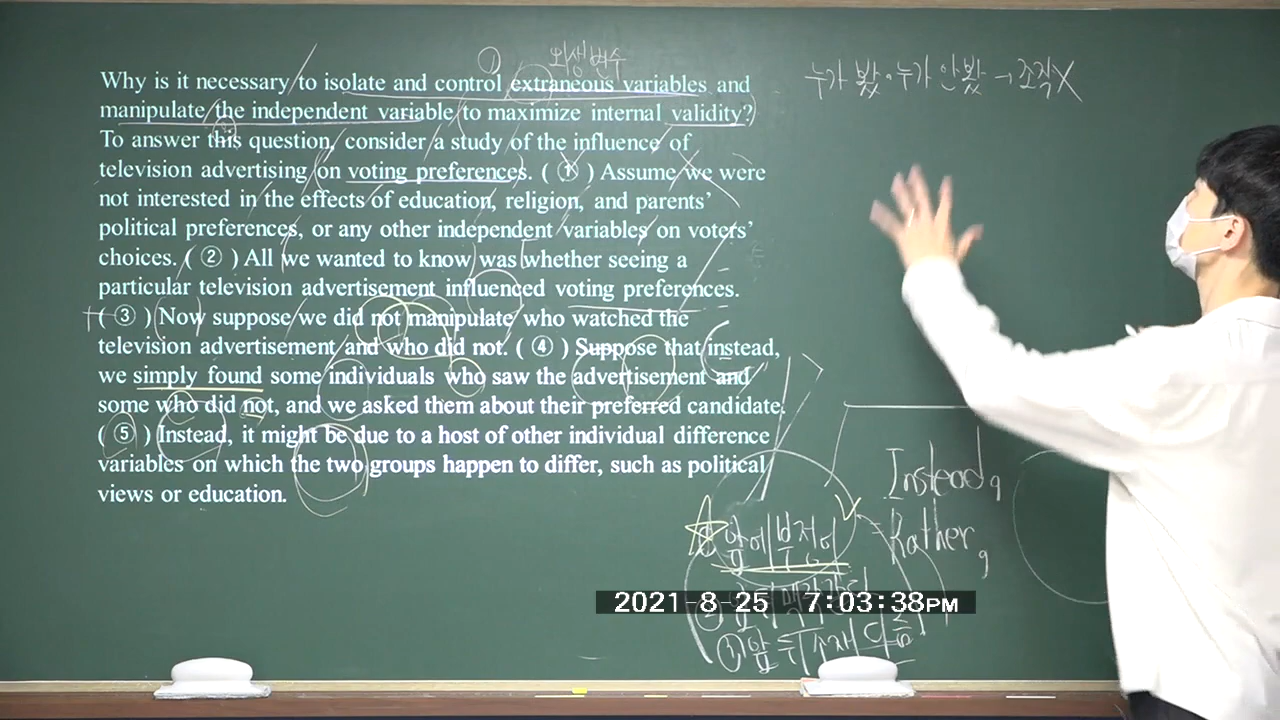 ① 외생변수
누가 봤 · 누가 안 봤 → 조작X
Why is it necessary to isolate and control extraneous variables and
manipulate the independent variable to maximize internal validity?
To answer this question, consider a study of the influence of
television advertising on voting preferences. ( ① ) Assume we were
not interested in the effects of education, religion, and parents’
political preferences, or any other independent variables on voters’
choices. ( ② ) All we wanted to know was whether seeing a
particular television advertisement influenced voting preferences.
( ③ ) Now suppose we did not manipulate who watched the
television advertisement and who did not. ( ④ ) Suppose that instead,
we simply found some individuals who saw the advertisement and
some who did not, and we asked them about their preferred candidate.
( ⑤ ) Instead, it might be due to a host of other individual difference
variables on which the two groups happen to differ, such as political
views or education.
Instead,
Rather,
앞에 부정어
2021-8-25 7:03:38PM